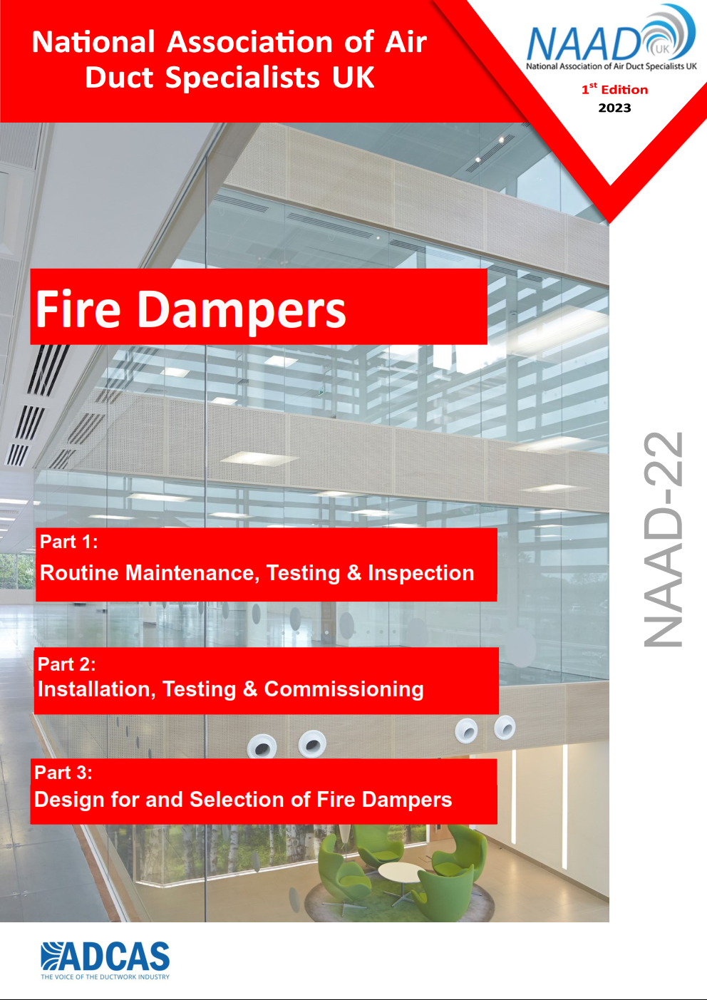 National Association of Air
Duct Specialists UK
NAAD
UK
National Association of Air Duct Specialists UK
1st Edition
2023
Fire Dampers
NAAD-22
Part 1:
Routine Maintenance, Testing & Inspection
Part 2:
Installation, Testing & Commissioning
Part 3:
Design for and Selection of Fire Dampers
ADCAS
THE VOICE OF THE DUCTWORK INDUSTRY